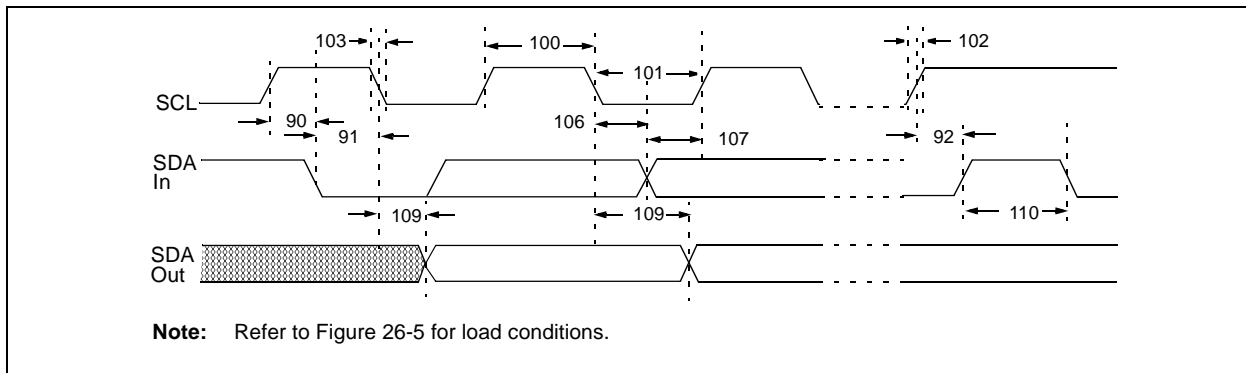 103
100
102
101
SCL
90
91
106
107
92
SDA
In
109
109
110
SDA
Out
Note: Refer to Figure 26-5 for load conditions.